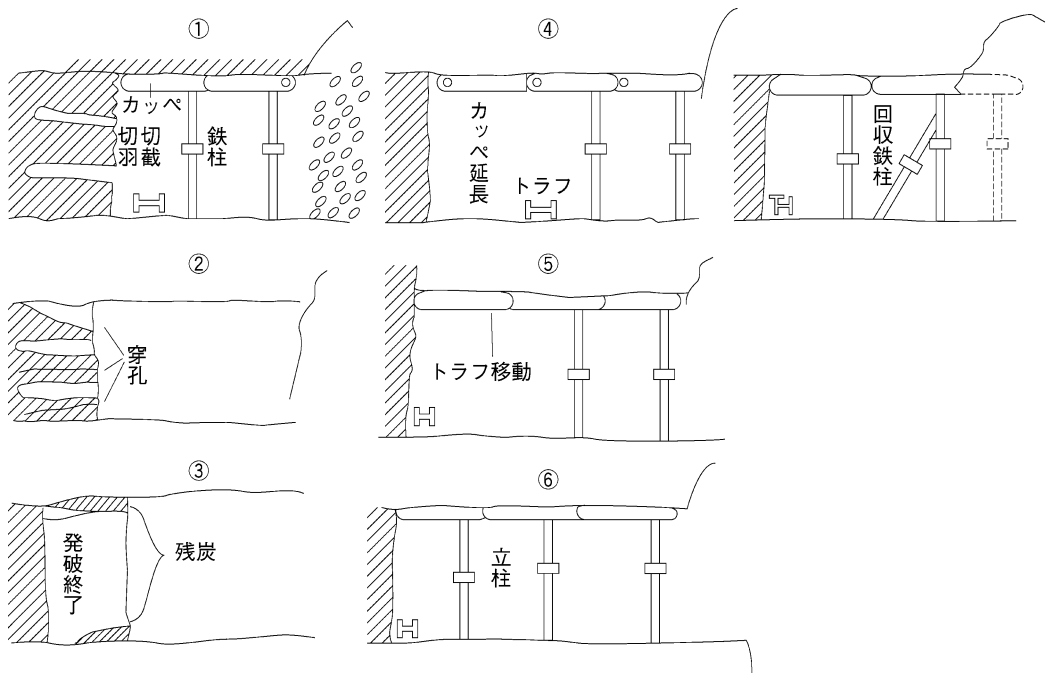 ①
カッペ
切羽
切截
鉄柱
②
穿孔
③
発破終了
残炭
④
カッペ延長
トラフ
⑤
トラフ移動
⑥
立柱
回収鉄柱